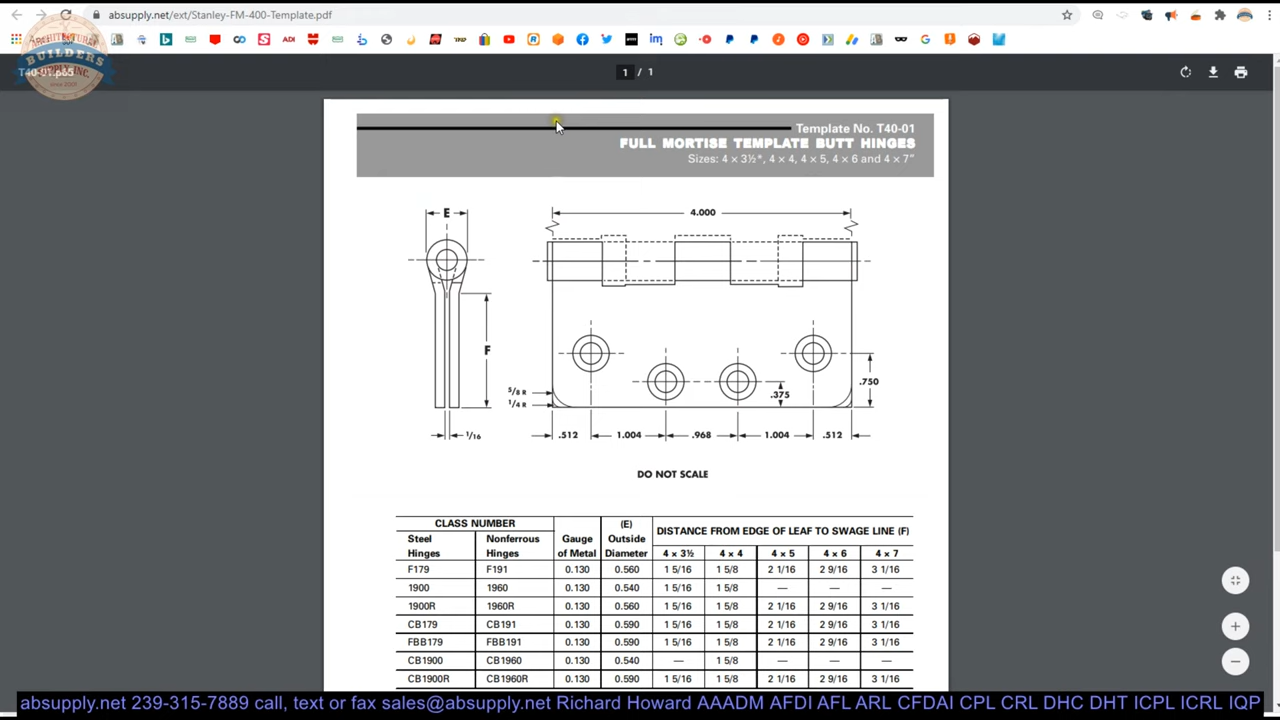 absupply.net/ext/Stanley-FM-400-Template.pdf
ARCHITECTURAL
BUILDERS
SUPPLY INC.
since 2005
T40-01.p65
1 / 1
Template No. T40-01
FULL MORTISE TEMPLATE BUTT HINGES
Sizes: 4 × 3½*, 4 × 4, 4 × 5, 4 × 6 and 4 × 7"
E
4.000
F
5/8 R
1/4 R
.375
.750
1/16
.512 1.004 .968 1.004 .512
DO NOT SCALE
CLASS NUMBER (E) DISTANCE FROM EDGE OF LEAF TO SWAGE LINE (F)
Steel Nonferrous Gauge Outside
Hinges Hinges of Metal Diameter 4 × 3½ 4 × 4 4 × 5 4 × 6 4 × 7
F179 F191 0.130 0.560 1 5/16 1 5/8 2 1/16 2 9/16 3 1/16
1900 1960 0.130 0.540 1 5/16 1 5/8 — — —
1900R 1960R 0.130 0.560 1 5/16 1 5/8 2 1/16 2 9/16 3 1/16
CB179 CB191 0.130 0.590 1 5/16 1 5/8 2 1/16 2 9/16 3 1/16
FBB179 FBB191 0.130 0.590 1 5/16 1 5/8 2 1/16 2 9/16 3 1/16
CB1900 CB1960 0.130 0.540 — 1 5/8 — — —
CB1900R CB1960R 0.130 0.590 1 5/16 1 5/8 2 1/16 2 9/16 3 1/16
absupply.net 239-315-7889 call, text or fax sales@absupply.net Richard Howard AAADM AFDI AFL ARL CFDAI CPL CRL DHC DHT ICPL ICRL IQP